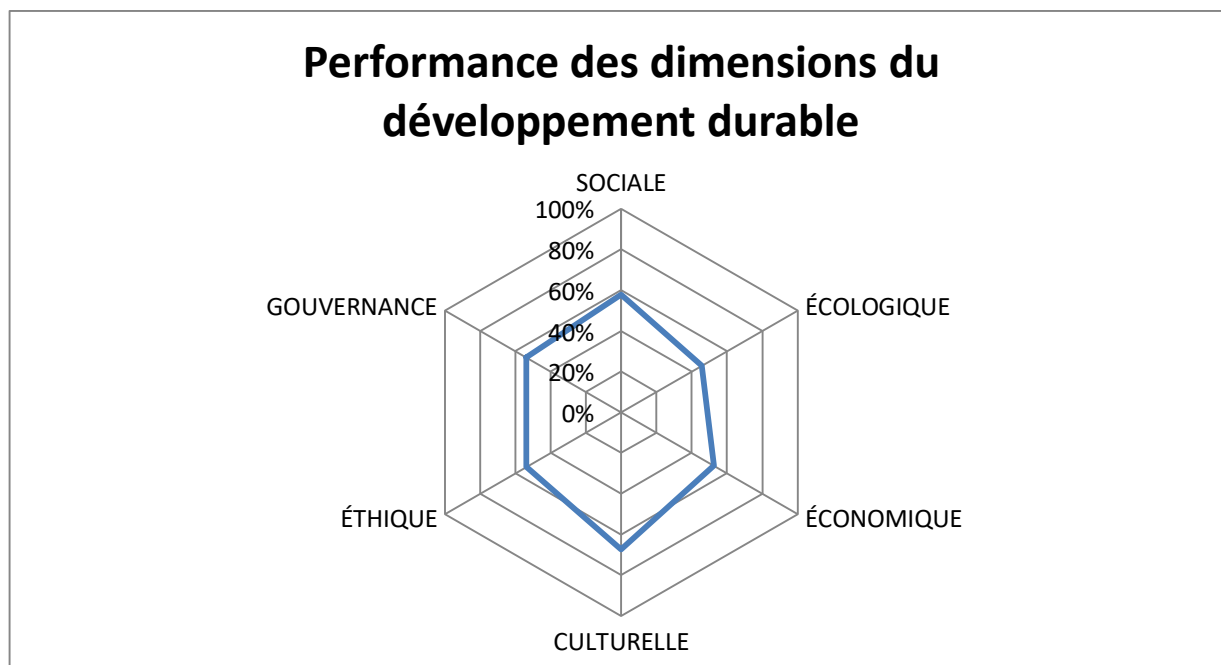 Performance des dimensions du
développement durable
SOCIALE
100%
80%
60%
40%
20%
0%
GOUVERNANCE
ÉCOLOGIQUE
ÉTHIQUE
ÉCONOMIQUE
CULTURELLE